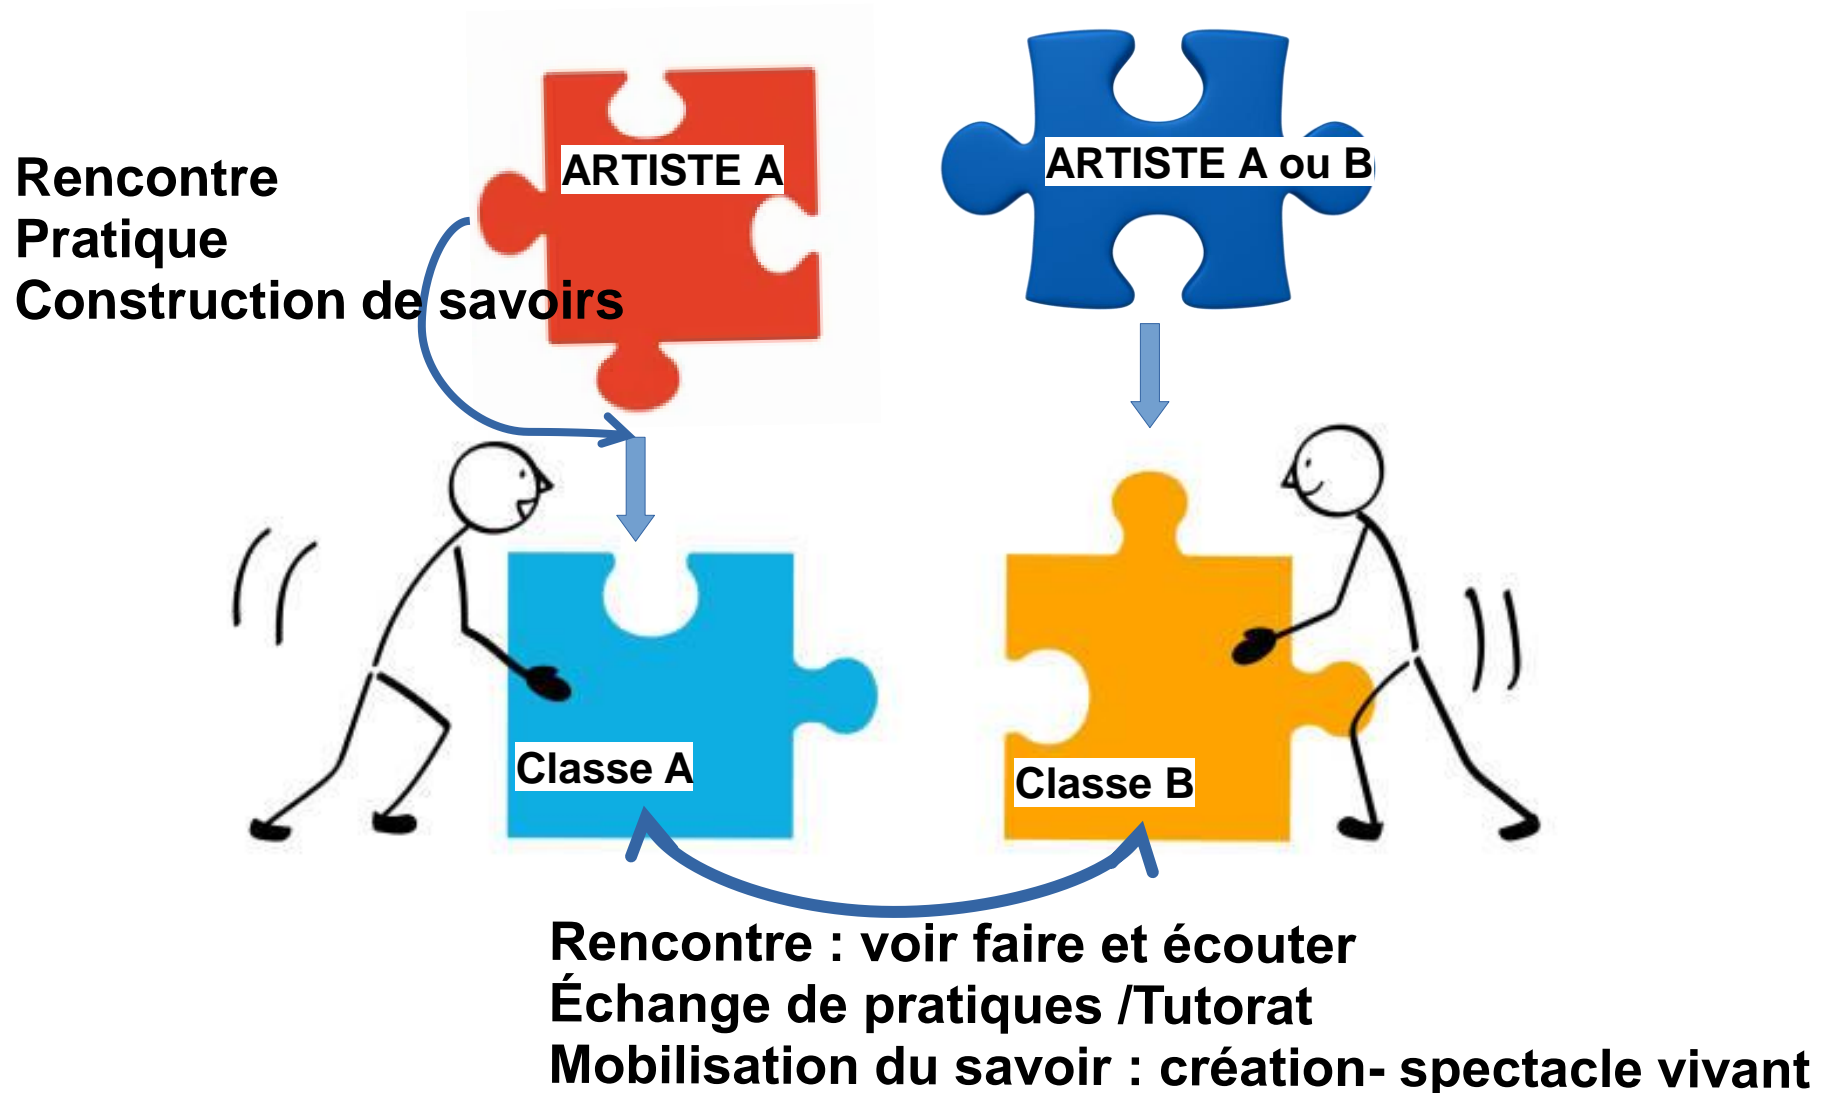 ARTISTE A
ARTISTE A ou B
Rencontre
Pratique
Construction de savoirs
Classe A
Classe B
Rencontre : voir faire et écouter
Échange de pratiques /Tutorat
Mobilisation du savoir : création- spectacle vivant